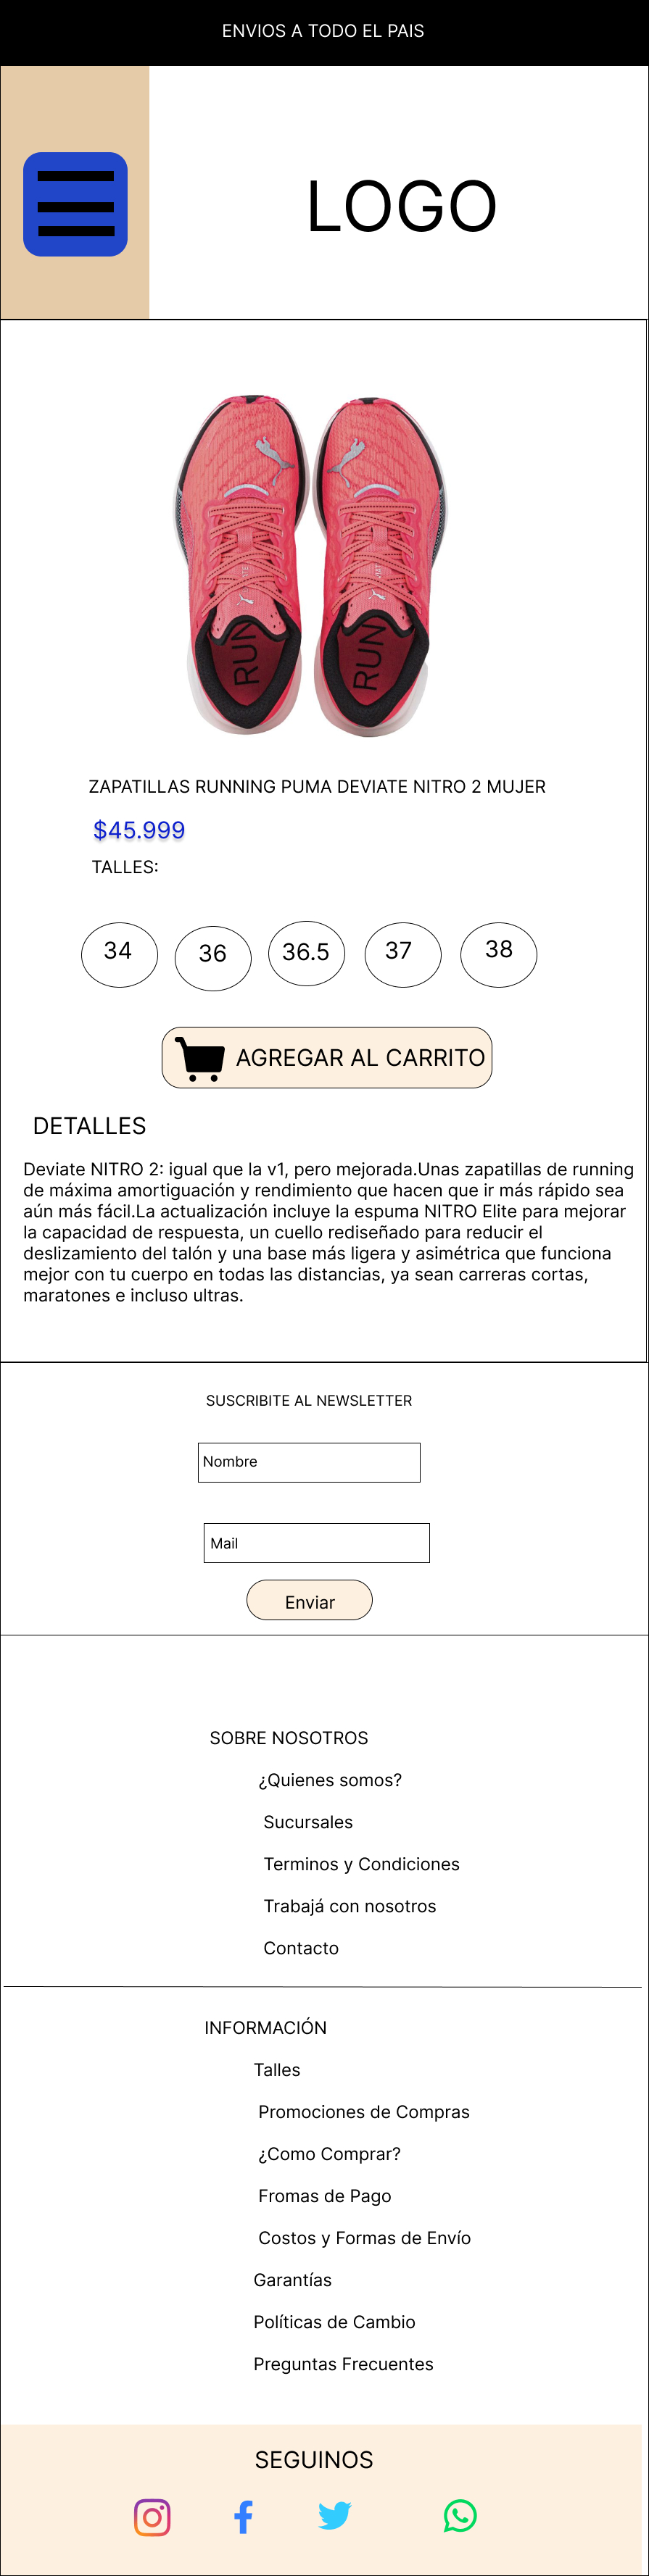 ENVIOS A TODO EL PAIS
LOGO
RUN RUN
ZAPATILLAS RUNNING PUMA DEVIATE NITRO 2 MUJER
$45.999
TALLES:
34 36 36.5 37 38
AGREGAR AL CARRITO
DETALLES
Deviate NITRO 2: igual que la v1, pero mejorada.Unas zapatillas de running
de máxima amortiguación y rendimiento que hacen que ir más rápido sea
aún más fácil.La actualización incluye la espuma NITRO Elite para mejorar
la capacidad de respuesta, un cuello rediseñado para reducir el
deslizamiento del talón y una base más ligera y asimétrica que funciona
mejor con tu cuerpo en todas las distancias, ya sean carreras cortas,
maratones e incluso ultras.
SUSCRIBITE AL NEWSLETTER
Nombre
Mail
Enviar
SOBRE NOSOTROS
¿Quienes somos?
Sucursales
Terminos y Condiciones
Trabajá con nosotros
Contacto
INFORMACIÓN
Talles
Promociones de Compras
¿Como Comprar?
Fromas de Pago
Costos y Formas de Envío
Garantías
Políticas de Cambio
Preguntas Frecuentes
SEGUINOS